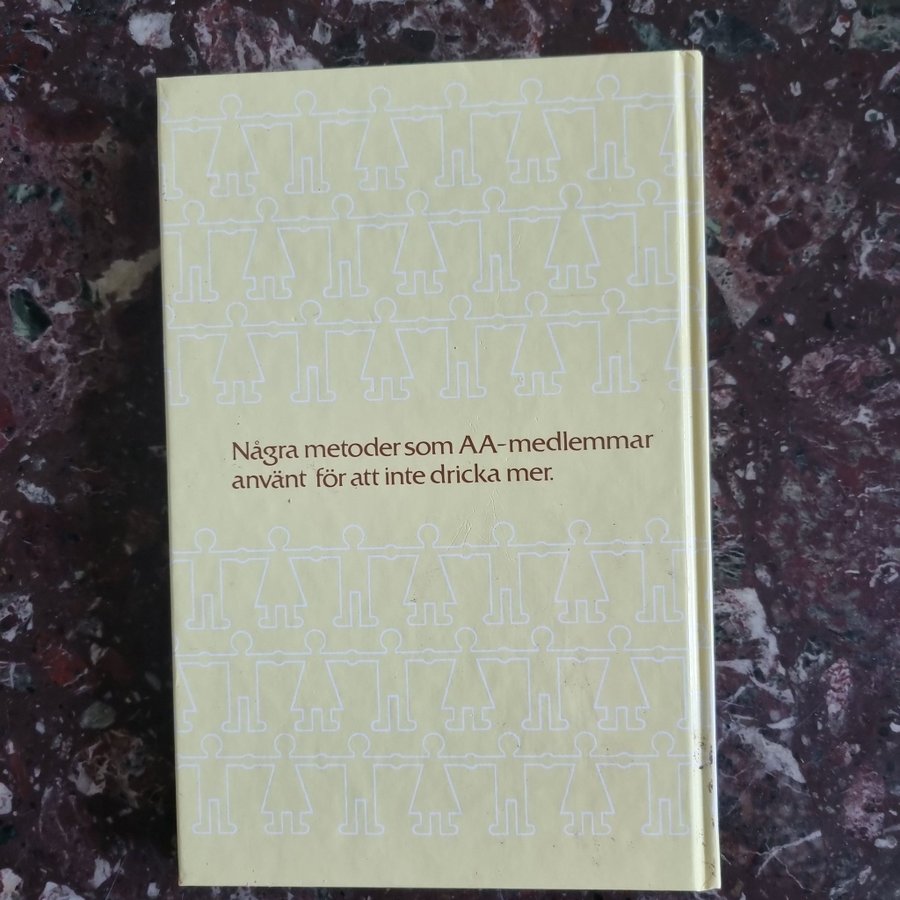 Några metoder som AA-medlemmar
använt för att inte dricka mer.